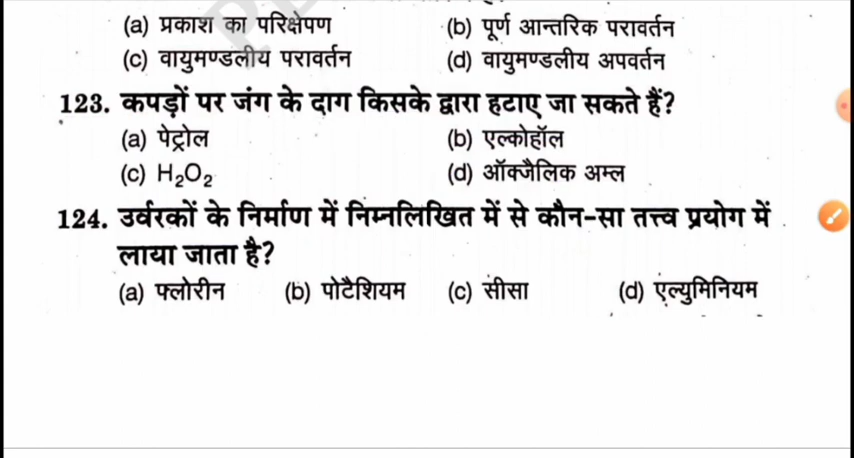 (a) प्रकाश का परिक्षेपण (b) पूर्ण आन्तरिक परावर्तन
(c) वायुमण्डलीय परावर्तन (d) वायुमण्डलीय अपवर्तन
123. कपड़ों पर जंग के दाग किसके द्वारा हटाए जा सकते हैं?
(a) पेट्रोल (b) एल्कोहॉल
(c) H₂O₂ (d) ऑक्जैलिक अम्ल
124. उर्वरकों के निर्माण में निम्नलिखित में से कौन-सा तत्त्व प्रयोग में
लाया जाता है?
(a) फ्लोरीन (b) पोटैशियम (c) सीसा (d) एल्युमिनियम